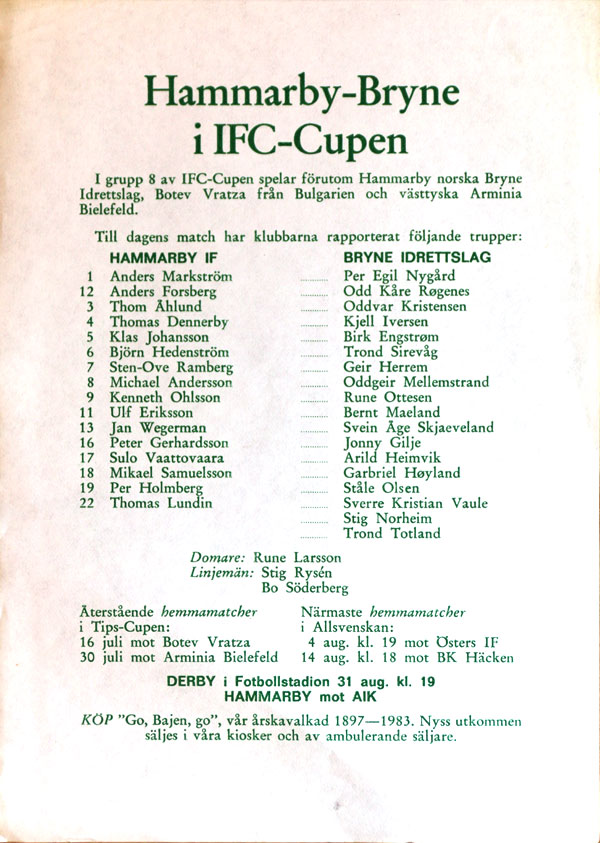 Hammarby-Bryne
i IFC-Cupen
I grupp 8 av IFC-Cupen spelar förutom Hammarby norska Bryne
Idrettslag, Botev Vratza från Bulgarien och västtyska Arminia
Bielefeld.
Till dagens match har klubbarna rapporterat följande trupper:
HAMMARBY IF BRYNE IDRETTSLAG
1 Anders Markström ........... Per Egil Nygård
12 Anders Forsberg ........... Odd Kåre Røgenes
3 Thom Åhlund ........... Oddvar Kristensen
4 Thomas Dennerby ........... Kjell Iversen
5 Klas Johansson ........... Birk Engstrøm
6 Björn Hedenström ........... Trond Sirevåg
7 Sten-Ove Ramberg ........... Geir Herrem
8 Michael Andersson ........... Oddgeir Mellemstrand
9 Kenneth Ohlsson ........... Rune Ottesen
11 Ulf Eriksson ........... Bernt Maeland
13 Jan Wegerman ........... Svein Åge Skjaeveland
16 Peter Gerhardsson ........... Jonny Gilje
17 Sulo Vaattovaara ........... Arild Heimvik
18 Mikael Samuelsson ........... Garbriel Høyland
19 Per Holmberg ........... Ståle Olsen
22 Thomas Lundin ........... Sverre Kristian Vaule
........... Stig Norheim
........... Trond Totland
Domare: Rune Larsson
Linjemän: Stig Rysén
Bo Söderberg
Återstående hemmamatcher
i Tips-Cupen:
16 juli mot Botev Vratza
30 juli mot Arminia Bielefeld
Närmaste hemmatcher
i Allsvenskan:
4 aug. kl. 19 mot Östers IF
14 aug. kl. 18 mot BK Häcken
DERBY i Fotbollstadion 31 aug. kl. 19
HAMMARBY mot AIK
KÖP "Go, Bajen, go", vår årskavalkad 1897—1983. Nyss utkommen
säljes i våra kiosker och av ambulerande säljare.